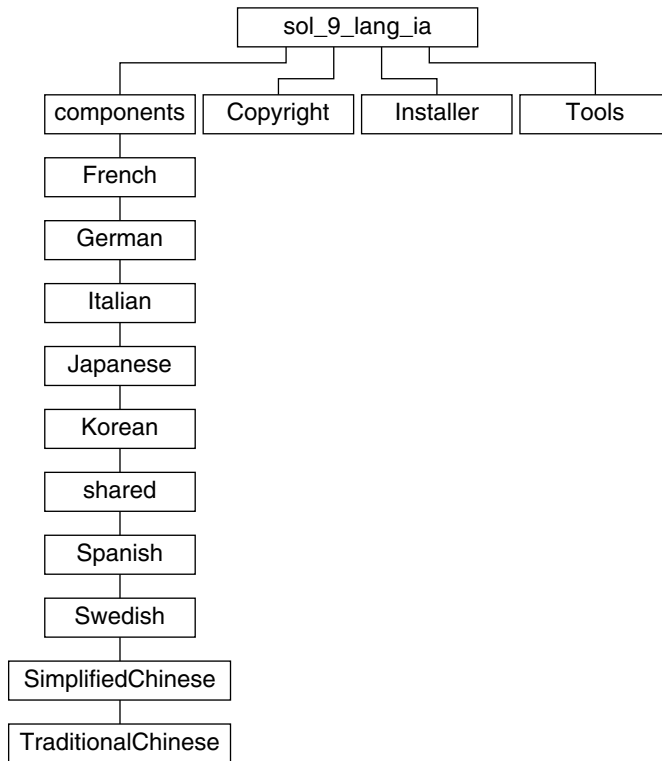 sol_9_lang_ia
components
Copyright
Installer
Tools
French
German
Italian
Japanese
Korean
shared
Spanish
Swedish
SimplifiedChinese
TraditionalChinese